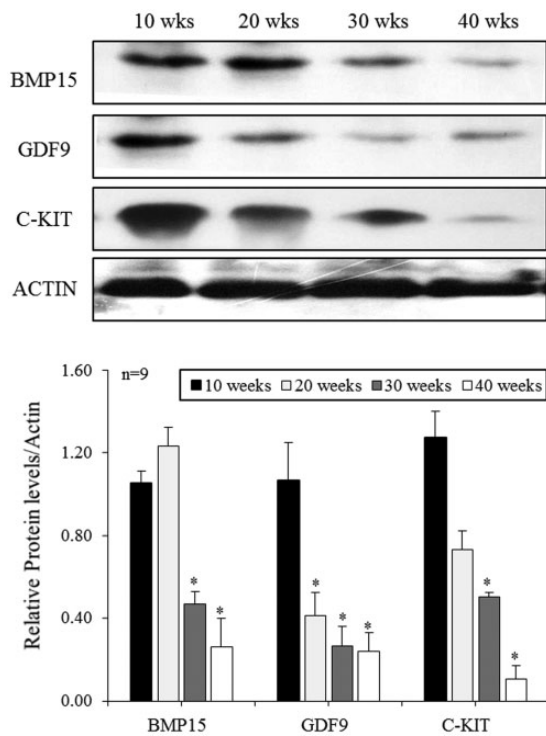 10 wks 20 wks 30 wks 40 wks
BMP15
GDF9
C-KIT
ACTIN
n=9
10 weeks 20 weeks 30 weeks 40 weeks
Relative Protein levels/Actin
1.60
1.20
0.80
0.40
0.00
* *
* * *
* *
BMP15 GDF9 C-KIT